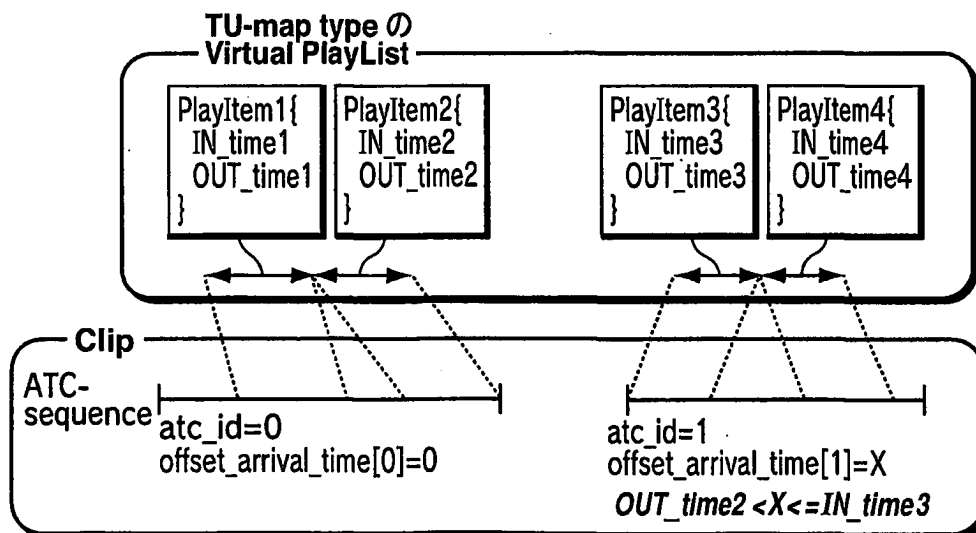 TU-map type の
Virtual PlayList
PlayItem1{
IN_time1
OUT_time1
}
PlayItem2{
IN_time2
OUT_time2
}
PlayItem3{
IN_time3
OUT_time3
}
PlayItem4{
IN_time4
OUT_time4
}
Clip
ATC-
sequence
atc_id=0
offset_arrival_time[0]=0
atc_id=1
offset_arrival_time[1]=X
OUT_time2<X<=IN_time3